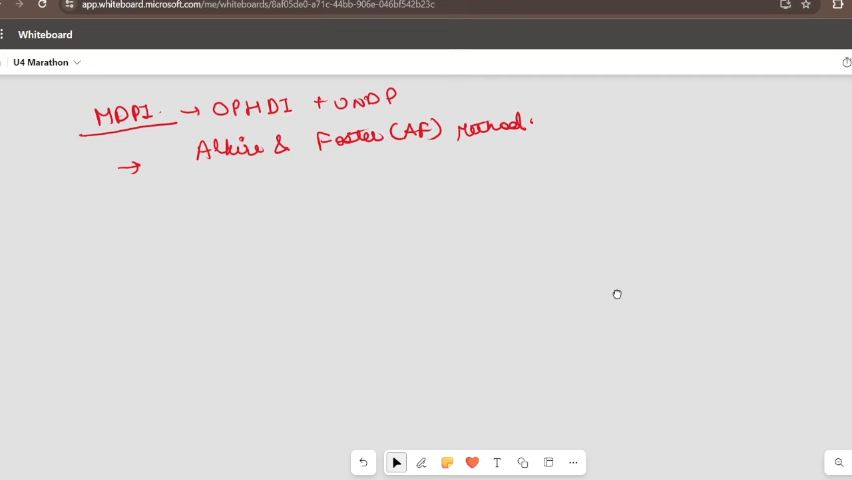 app.whiteboard.microsoft.com/me/whiteboards/8af05de0-a71c-44bb-906e-046bf542b23c
Whiteboard
U4 Marathon
MDPI. → OPHDI + UNDP
→ Alkire & Foster (AF) Method.
T